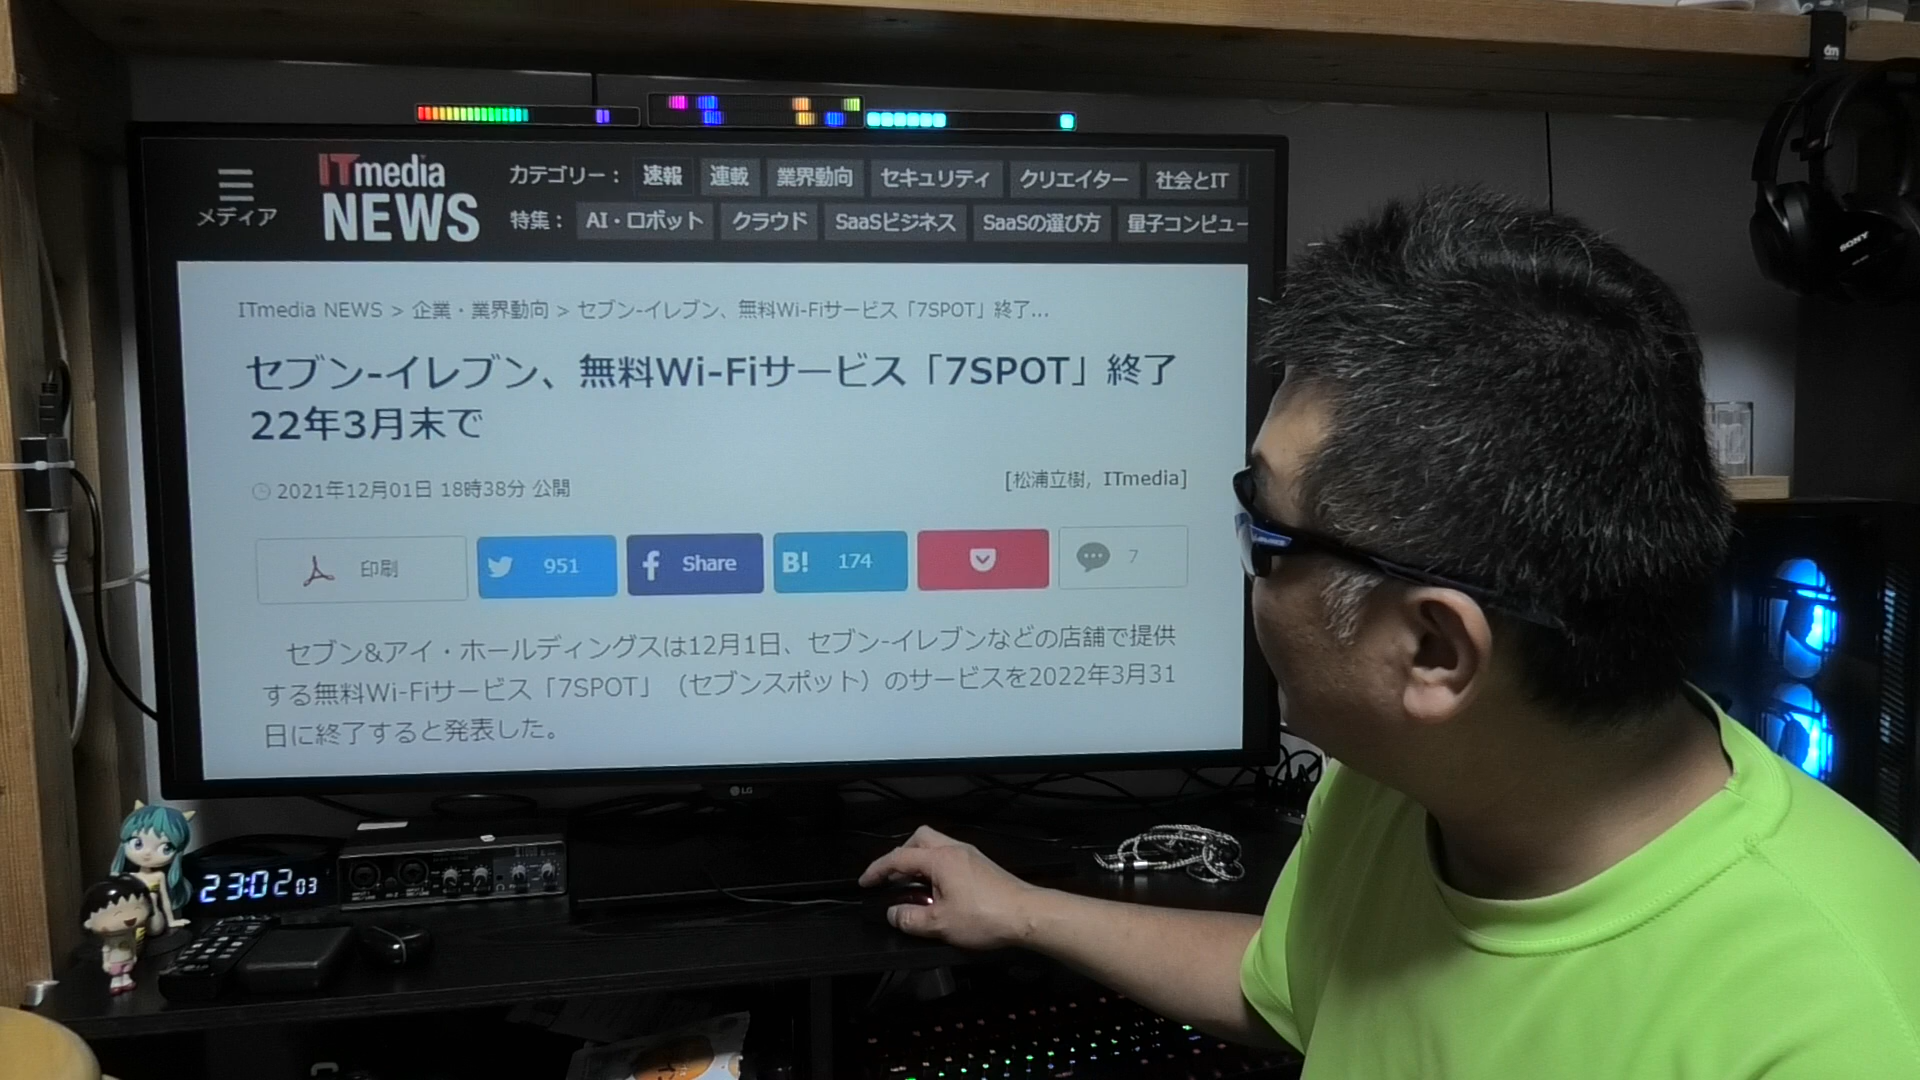 メディア
ITmedia
NEWS
カテゴリー： 速報 連載 業界動向 セキュリティ クリエイター 社会とIT
特集： AI・ロボット クラウド SaaSビジネス SaaSの選び方 量子コンピュー
ITmedia NEWS > 企業・業界動向 > セブン-イレブン、無料Wi-Fiサービス「7SPOT」終了...
セブン-イレブン、無料Wi-Fiサービス「7SPOT」終了
22年3月末で
2021年12月01日 18時38分 公開
[松浦立樹, ITmedia]
印刷 951 Share B! 174 7
セブン&アイ・ホールディングスは12月1日、セブン-イレブンなどの店舗で提供
する無料Wi-Fiサービス「7SPOT」（セブンスポット）のサービスを2022年3月31
日に終了すると発表した。
LG
23:02 03
SONY